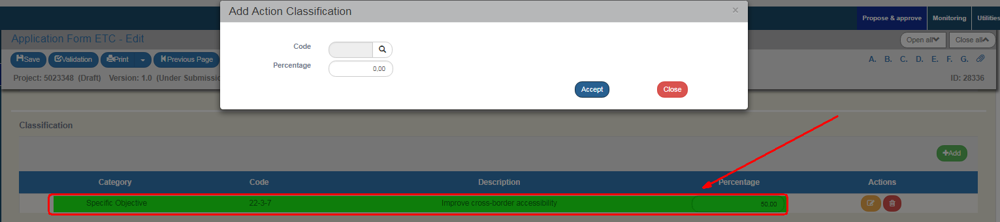 Add Action Classification ×
Propose & approve Monitoring Utilities
Application Form ETC - Edit
Open all Close all
Code
Save Validation Print Previous Page
A. B. C. D. E. F. G.
Percentage 0,00
Project: 5023348 (Draft) Version: 1.0 (Under Submissio
ID: 28336
Accept Close
Classification
+Add
Category Code Description Percentage Actions
Specific Objective 22-3-7 Improve cross-border accessibility 50,00